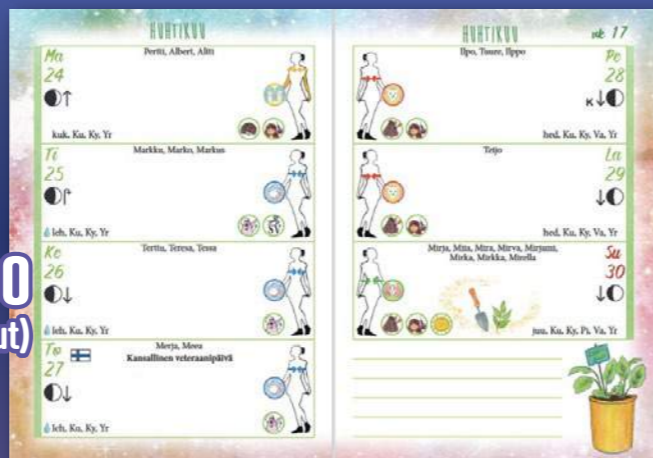 HUHTIKUU
Ma
24
Pertti, Albert, Altti
kuk, Ku, Ky, Yr
Ti
25
Markku, Marko, Markus
leh, Ku, Ky, Yr
Ke
26
Terttu, Teresa, Tessa
leh, Ku, Ky, Yr
To
27
Merja, Meea
Kansallinen veteraanipäivä
leh, Ku, Ky, Yr
HUHTIKUU
vk 17
Ilpo, Tuure, Ilppo
Pe
28
K
hed, Ku, Ky, Va, Yr
Teijo
La
29
hed, Ku, Ky, Va, Yr
Mirja, Miia, Mira, Mirva, Mirjami,
Mirka, Mirkka, Mirella
Su
30
juu, Ku, Ky, Pi, Va, Yr
0
ut)